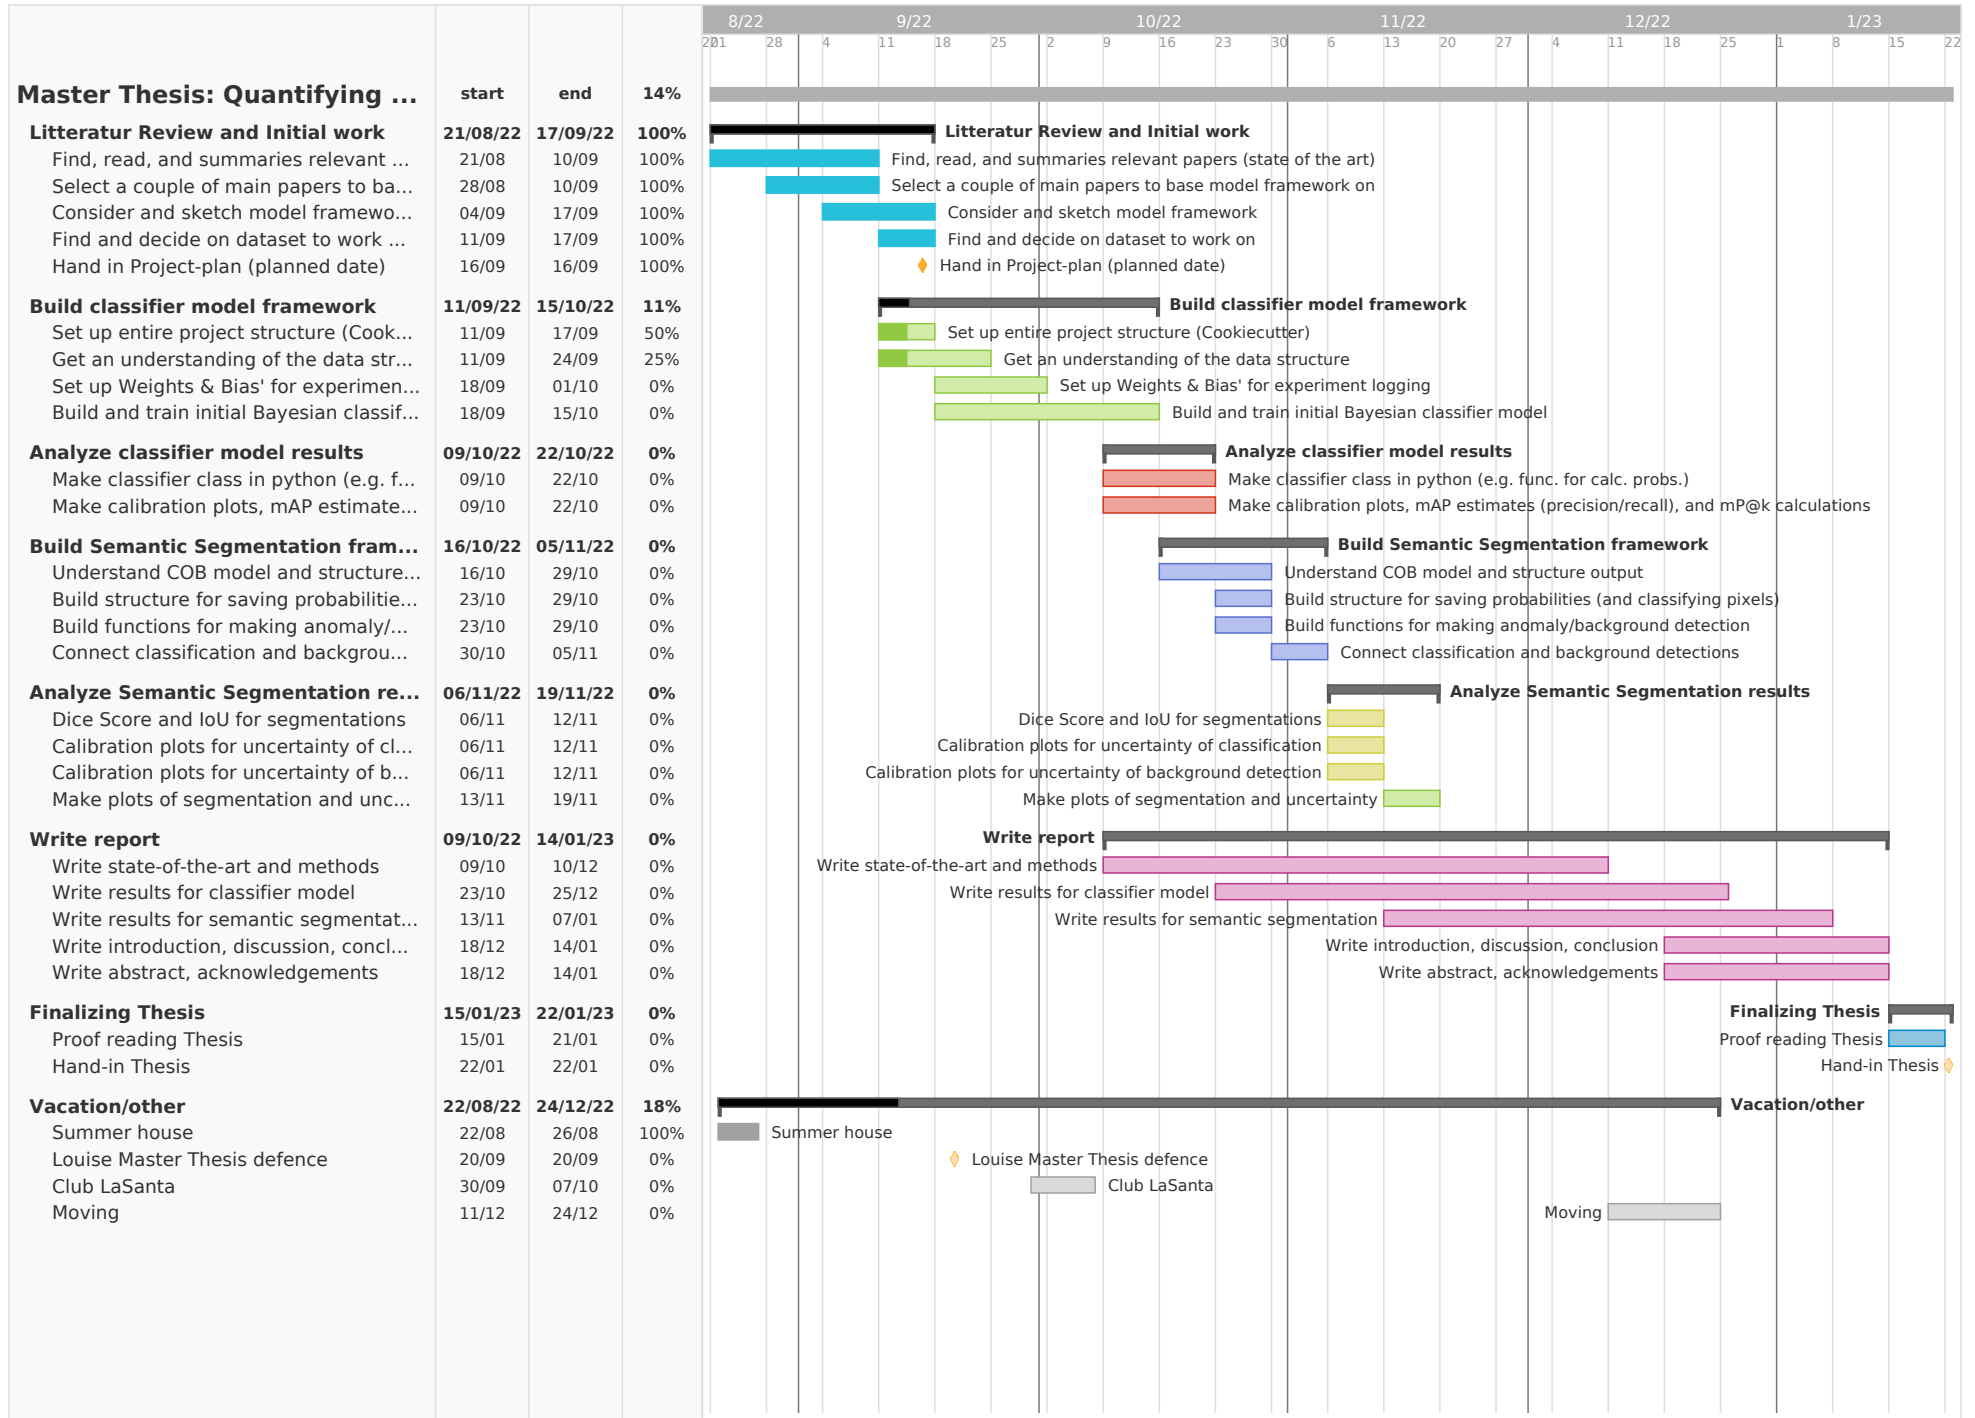 8/22 9/22 10/22 11/22 12/22 1/23
21 28 4 11 18 25 2 9 16 23 30 6 13 20 27 4 11 18 25 1 8 15 22
Master Thesis: Quantifying ... start end 14%
Litteratur Review and Initial work 21/08/22 17/09/22 100% Litteratur Review and Initial work
Find, read, and summaries relevant ... 21/08 10/09 100% Find, read, and summaries relevant papers (state of the art)
Select a couple of main papers to ba... 28/08 10/09 100% Select a couple of main papers to base model framework on
Consider and sketch model framewo... 04/09 17/09 100% Consider and sketch model framework
Find and decide on dataset to work ... 11/09 17/09 100% Find and decide on dataset to work on
Hand in Project-plan (planned date) 16/09 16/09 100% Hand in Project-plan (planned date)
Build classifier model framework 11/09/22 15/10/22 11% Build classifier model framework
Set up entire project structure (Cook... 11/09 17/09 50% Set up entire project structure (Cookiecutter)
Get an understanding of the data str... 11/09 24/09 25% Get an understanding of the data structure
Set up Weights & Bias' for experimen... 18/09 01/10 0% Set up Weights & Bias' for experiment logging
Build and train initial Bayesian classif... 18/09 15/10 0% Build and train initial Bayesian classifier model
Analyze classifier model results 09/10/22 22/10/22 0% Analyze classifier model results
Make classifier class in python (e.g. f... 09/10 22/10 0% Make classifier class in python (e.g. func. for calc. probs.)
Make calibration plots, mAP estimate... 09/10 22/10 0% Make calibration plots, mAP estimates (precision/recall), and mP@k calculations
Build Semantic Segmentation fram... 16/10/22 05/11/22 0% Build Semantic Segmentation framework
Understand COB model and structure... 16/10 29/10 0% Understand COB model and structure output
Build structure for saving probabilitie... 23/10 29/10 0% Build structure for saving probabilities (and classifying pixels)
Build functions for making anomaly/... 23/10 29/10 0% Build functions for making anomaly/background detection
Connect classification and backgrou... 30/10 05/11 0% Connect classification and background detections
Analyze Semantic Segmentation re... 06/11/22 19/11/22 0% Analyze Semantic Segmentation results
Dice Score and IoU for segmentations 06/11 12/11 0% Dice Score and IoU for segmentations
Calibration plots for uncertainty of cl... 06/11 12/11 0% Calibration plots for uncertainty of classification
Calibration plots for uncertainty of b... 06/11 12/11 0% Calibration plots for uncertainty of background detection
Make plots of segmentation and unc... 13/11 19/11 0% Make plots of segmentation and uncertainty
Write report 09/10/22 14/01/23 0% Write report
Write state-of-the-art and methods 09/10 10/12 0% Write state-of-the-art and methods
Write results for classifier model 23/10 25/12 0% Write results for classifier model
Write results for semantic segmentat... 13/11 07/01 0% Write results for semantic segmentation
Write introduction, discussion, concl... 18/12 14/01 0% Write introduction, discussion, conclusion
Write abstract, acknowledgements 18/12 14/01 0% Write abstract, acknowledgements
Finalizing Thesis 15/01/23 22/01/23 0% Finalizing Thesis
Proof reading Thesis 15/01 21/01 0% Proof reading Thesis
Hand-in Thesis 22/01 22/01 0% Hand-in Thesis
Vacation/other 22/08/22 24/12/22 18% Vacation/other
Summer house 22/08 26/08 100% Summer house
Louise Master Thesis defence 20/09 20/09 0% Louise Master Thesis defence
Club LaSanta 30/09 07/10 0% Club LaSanta
Moving 11/12 24/12 0% Moving